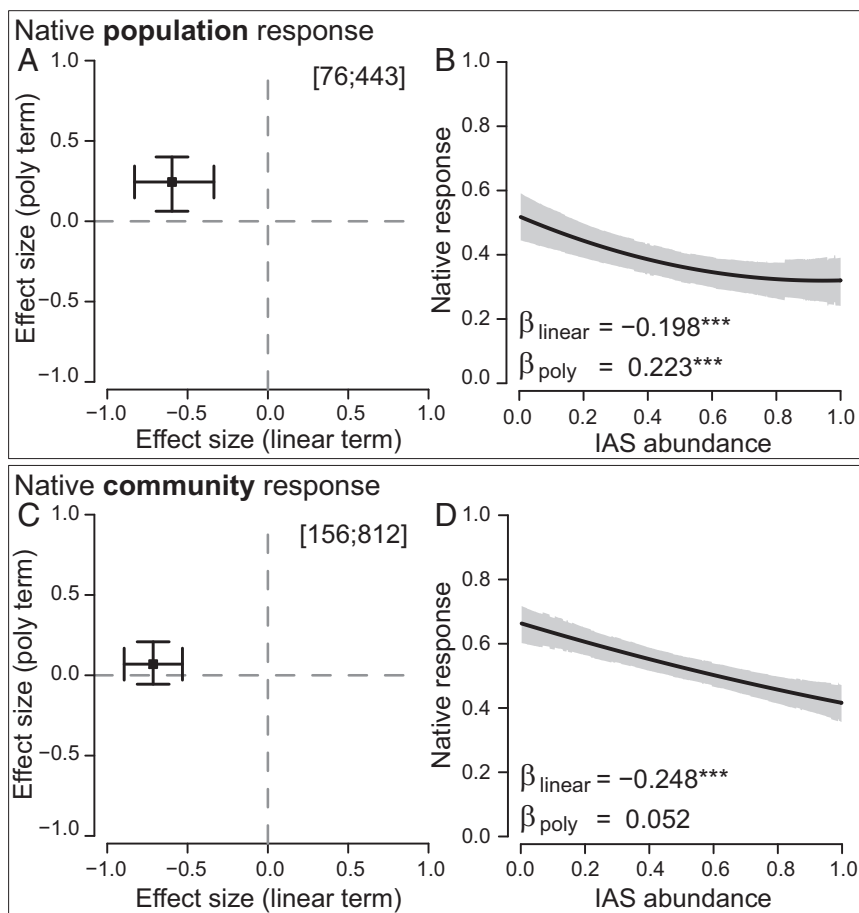 Native population response
A
[76;443]
Effect size (poly term)
1.0
0.5
0.0
−0.5
−1.0
−1.0 −0.5 0.0 0.5 1.0
Effect size (linear term)
B
Native response
1.0
0.8
0.6
0.4
0.2
0.0
βlinear = −0.198***
βpoly = 0.223***
0.0 0.2 0.4 0.6 0.8 1.0
IAS abundance
Native community response
C
[156;812]
Effect size (poly term)
1.0
0.5
0.0
−0.5
−1.0
−1.0 −0.5 0.0 0.5 1.0
Effect size (linear term)
D
Native response
1.0
0.8
0.6
0.4
0.2
0.0
βlinear = −0.248***
βpoly = 0.052
0.0 0.2 0.4 0.6 0.8 1.0
IAS abundance